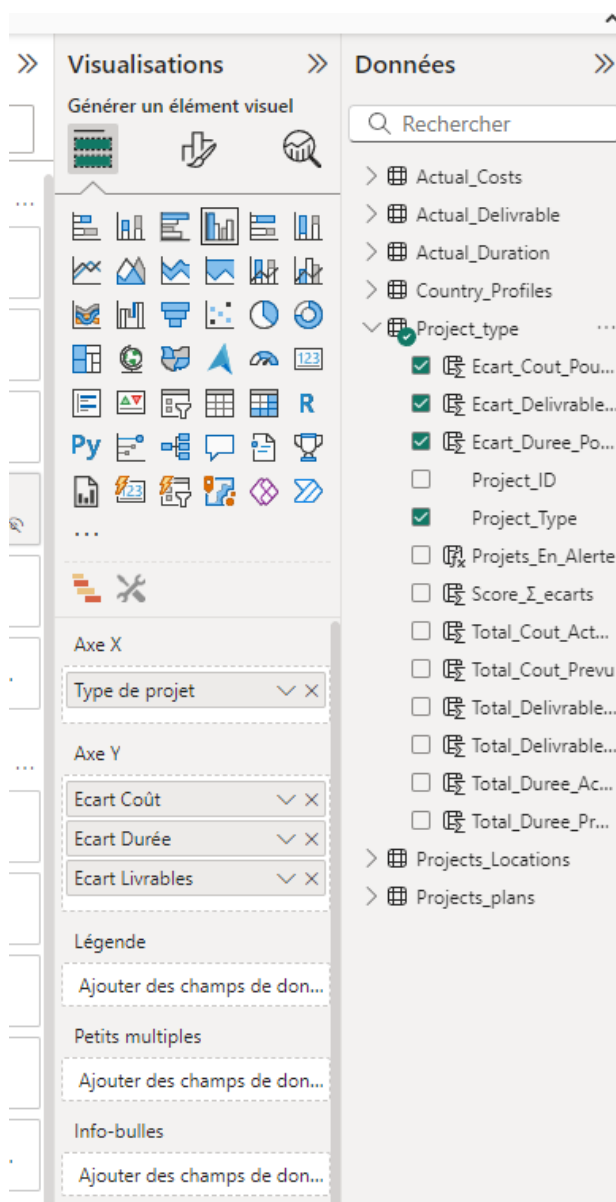 Visualisations
Générer un élément visuel
123
R
Py
123
...
Axe X
Type de projet
Axe Y
Ecart Coût
Ecart Durée
Ecart Livrables
Légende
Ajouter des champs de don...
Petits multiples
Ajouter des champs de don...
Info-bulles
Ajouter des champs de don...
Données
Rechercher
Actual_Costs
Actual_Delivrable
Actual_Duration
Country_Profiles
Project_type
Ecart_Cout_Pou...
Ecart_Delivrable...
Ecart_Duree_Po...
Project_ID
Project_Type
Projets_En_Alerte
Score_Σ_ecarts
Total_Cout_Act...
Total_Cout_Prevu
Total_Delivrable...
Total_Delivrable...
Total_Duree_Ac...
Total_Duree_Pr...
Projects_Locations
Projects_plans